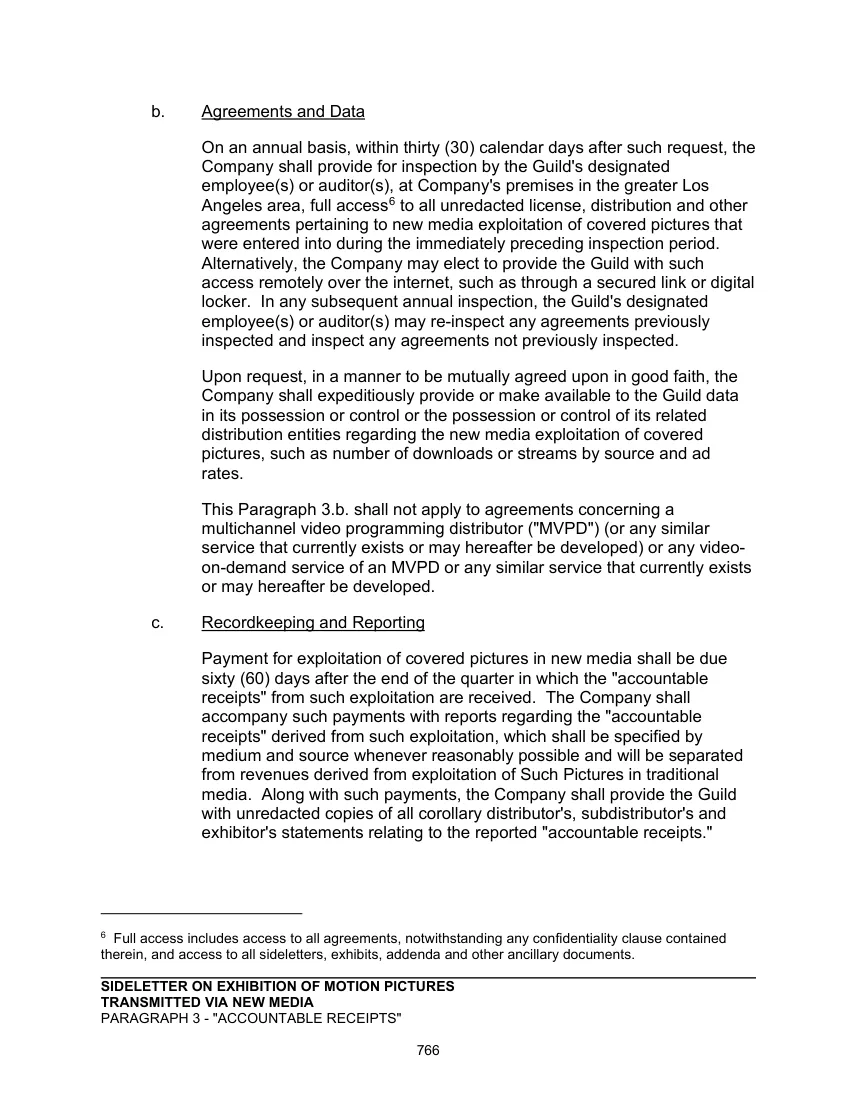 b. Agreements and Data
On an annual basis, within thirty (30) calendar days after such request, the
Company shall provide for inspection by the Guild's designated
employee(s) or auditor(s), at Company's premises in the greater Los
Angeles area, full access6 to all unredacted license, distribution and other
agreements pertaining to new media exploitation of covered pictures that
were entered into during the immediately preceding inspection period.
Alternatively, the Company may elect to provide the Guild with such
access remotely over the internet, such as through a secured link or digital
locker.  In any subsequent annual inspection, the Guild's designated
employee(s) or auditor(s) may re-inspect any agreements previously
inspected and inspect any agreements not previously inspected.
Upon request, in a manner to be mutually agreed upon in good faith, the
Company shall expeditiously provide or make available to the Guild data
in its possession or control or the possession or control of its related
distribution entities regarding the new media exploitation of covered
pictures, such as number of downloads or streams by source and ad
rates.
This Paragraph 3.b. shall not apply to agreements concerning a
multichannel video programming distributor ("MVPD") (or any similar
service that currently exists or may hereafter be developed) or any video-
on-demand service of an MVPD or any similar service that currently exists
or may hereafter be developed.
c. Recordkeeping and Reporting
Payment for exploitation of covered pictures in new media shall be due
sixty (60) days after the end of the quarter in which the "accountable
receipts" from such exploitation are received.  The Company shall
accompany such payments with reports regarding the "accountable
receipts" derived from such exploitation, which shall be specified by
medium and source whenever reasonably possible and will be separated
from revenues derived from exploitation of Such Pictures in traditional
media.  Along with such payments, the Company shall provide the Guild
with unredacted copies of all corollary distributor's, subdistributor's and
exhibitor's statements relating to the reported "accountable receipts."
6 Full access includes access to all agreements, notwithstanding any confidentiality clause contained
therein, and access to all sideletters, exhibits, addenda and other ancillary documents.
SIDELETTER ON EXHIBITION OF MOTION PICTURES
TRANSMITTED VIA NEW MEDIA
PARAGRAPH 3 - "ACCOUNTABLE RECEIPTS"
766